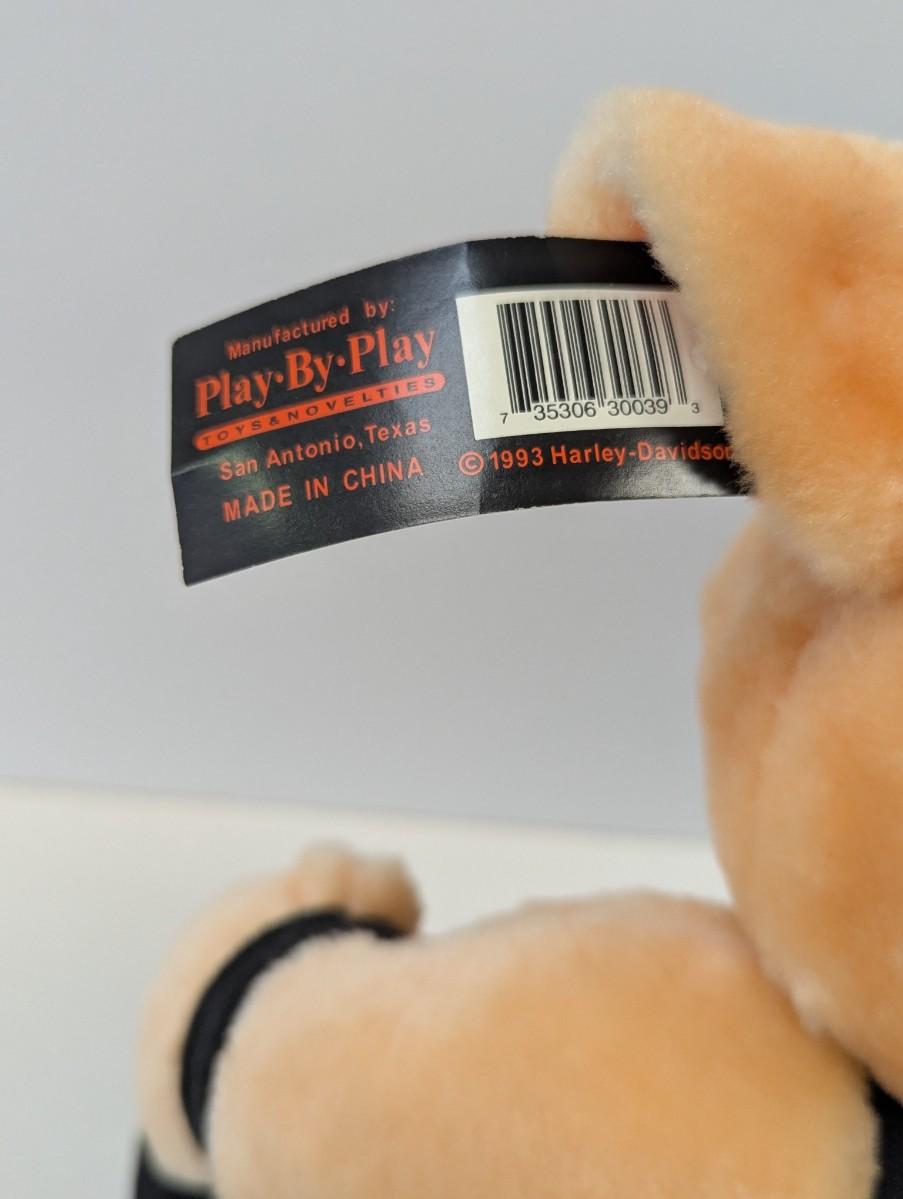 Manufactured by:
Play·By·Play
TOYS & NOVELTIES
San Antonio, Texas
MADE IN CHINA
7 35306 30039 3
© 1993 Harley-Davidson